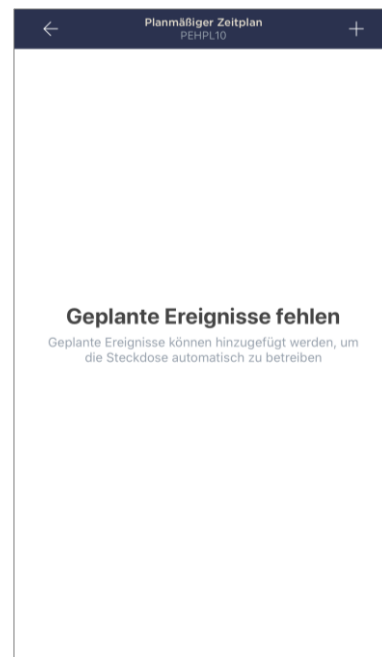 Planmäßiger Zeitplan
PEHPL10
Geplante Ereignisse fehlen
Geplante Ereignisse können hinzugefügt werden, um
die Steckdose automatisch zu betreiben